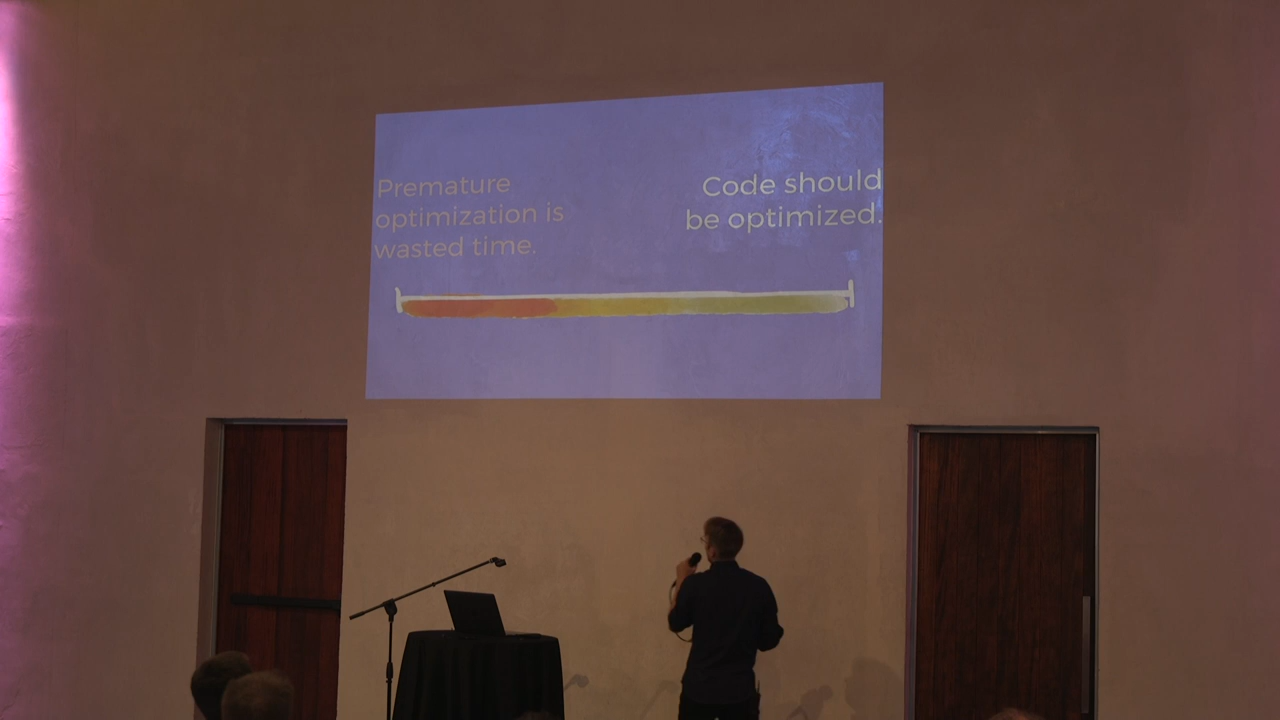 Premature
optimization is
wasted time.
Code should
be optimized.